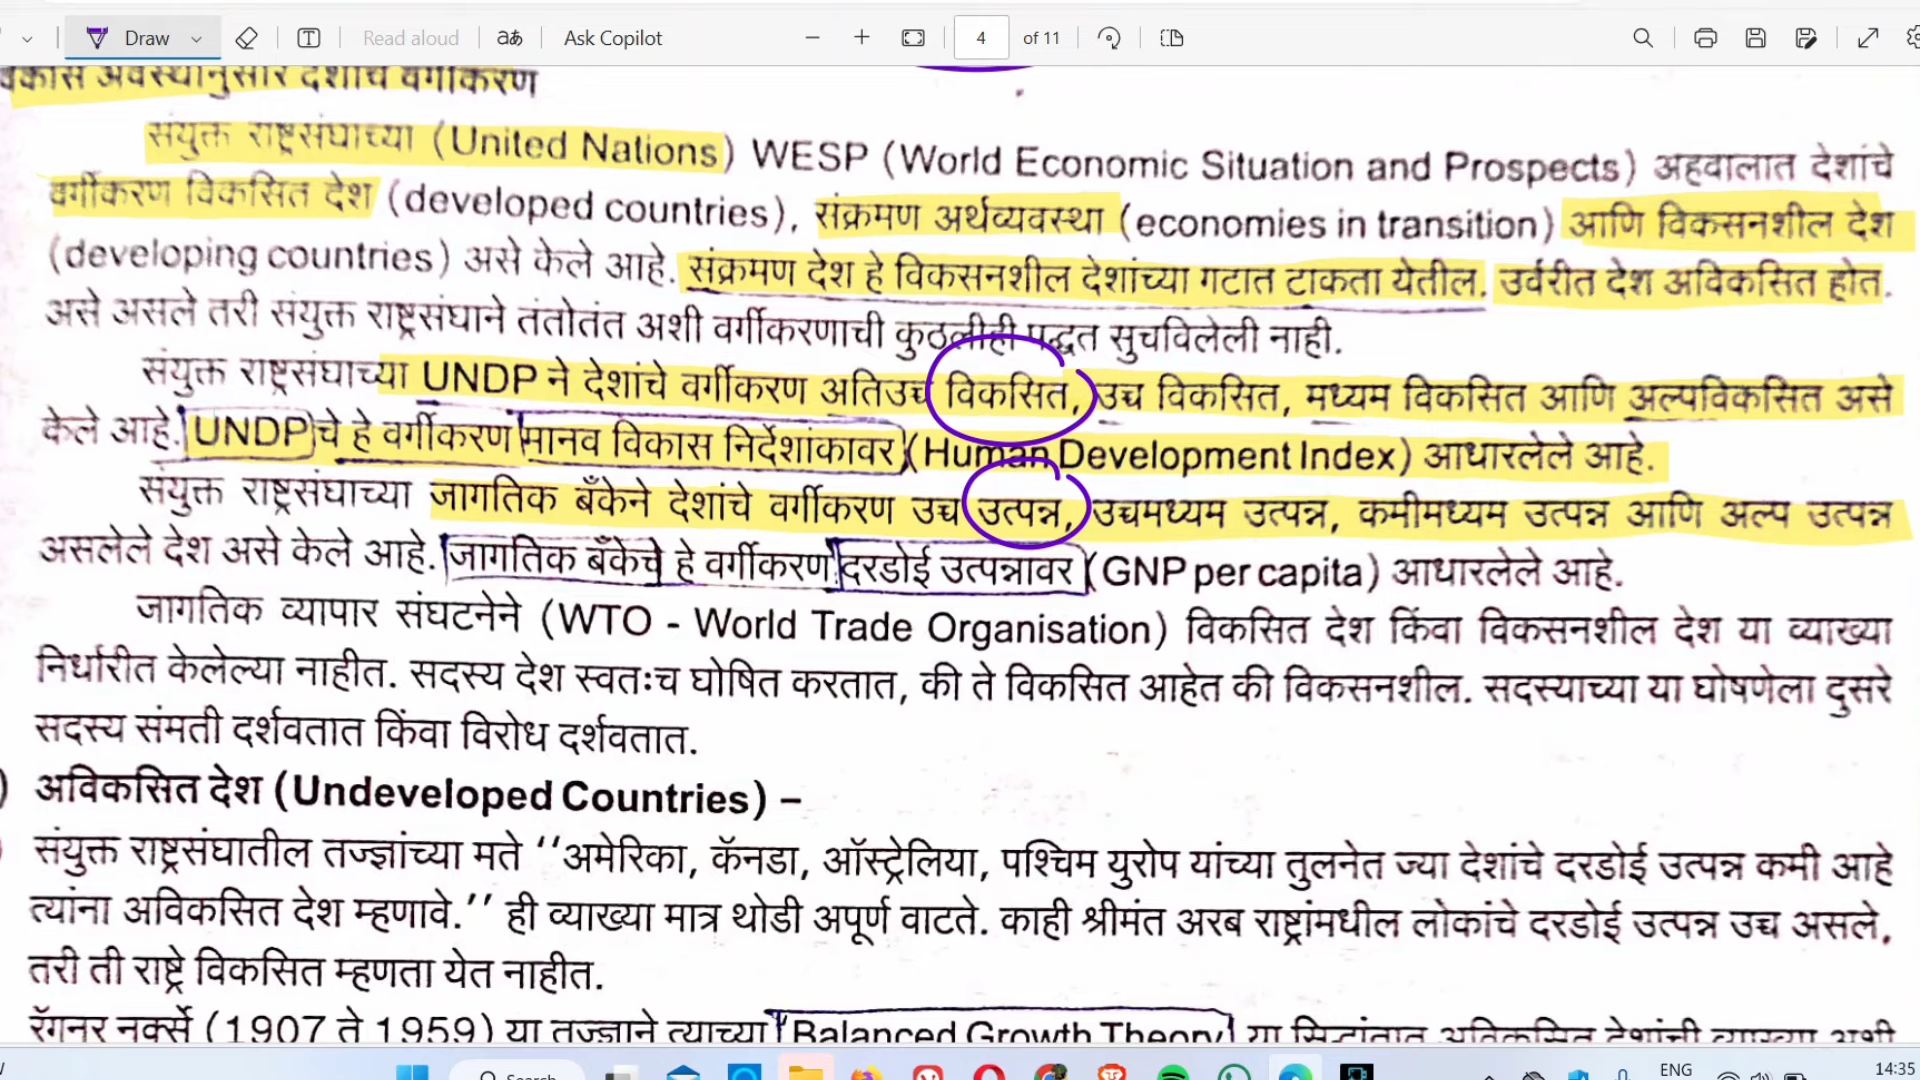 Draw
Read aloud
Ask Copilot
4 of 11
विकास अवस्थानुसार देशांचे वर्गीकरण
संयुक्त राष्ट्रसंघाच्या (United Nations) WESP (World Economic Situation and Prospects) अहवालात देशांचे
वर्गीकरण विकसित देश (developed countries), संक्रमण अर्थव्यवस्था (economies in transition) आणि विकसनशील देश
(developing countries) असे केले आहे. संक्रमण देश हे विकसनशील देशांच्या गटात टाकता येतील. उर्वरीत देश अविकसित होत.
असे असले तरी संयुक्त राष्ट्रसंघाने तंतोतंत अशी वर्गीकरणाची कुठलीही पद्धत सुचविलेली नाही.
संयुक्त राष्ट्रसंघाच्या UNDP ने देशांचे वर्गीकरण अतिउच्च विकसित, उच्च विकसित, मध्यम विकसित आणि अल्पविकसित असे
केले आहे. UNDP चे हे वर्गीकरण मानव विकास निर्देशांकावर (Human Development Index) आधारलेले आहे.
संयुक्त राष्ट्रसंघाच्या जागतिक बँकेने देशांचे वर्गीकरण उच्च उत्पन्न, उच्चमध्यम उत्पन्न, कमीमध्यम उत्पन्न आणि अल्प उत्पन्न
असलेले देश असे केले आहे. जागतिक बँकेचे हे वर्गीकरण दरडोई उत्पन्नावर (GNP per capita) आधारलेले आहे.
जागतिक व्यापार संघटनेने (WTO - World Trade Organisation) विकसित देश किंवा विकसनशील देश या व्याख्या
निर्धारीत केलेल्या नाहीत. सदस्य देश स्वतःच घोषित करतात, की ते विकसित आहेत की विकसनशील. सदस्याच्या या घोषणेला दुसरे
सदस्य संमती दर्शवतात किंवा विरोध दर्शवतात.
) अविकसित देश (Undeveloped Countries) –
संयुक्त राष्ट्रसंघातील तज्ज्ञांच्या मते ‘‘अमेरिका, कॅनडा, ऑस्ट्रेलिया, पश्चिम युरोप यांच्या तुलनेत ज्या देशांचे दरडोई उत्पन्न कमी आहे
त्यांना अविकसित देश म्हणावे.’’ ही व्याख्या मात्र थोडी अपूर्ण वाटते. काही श्रीमंत अरब राष्ट्रांमधील लोकांचे दरडोई उत्पन्न उच्च असले,
तरी ती राष्ट्रे विकसित म्हणता येत नाहीत.
रॅगनर नर्क्से (1907 ते 1959) या तज्ज्ञाने त्याच्या 'Balanced Growth Theory' या सिद्धांतात अविकसित देशांची व्याख्या अशी
Search
ENG
14:35